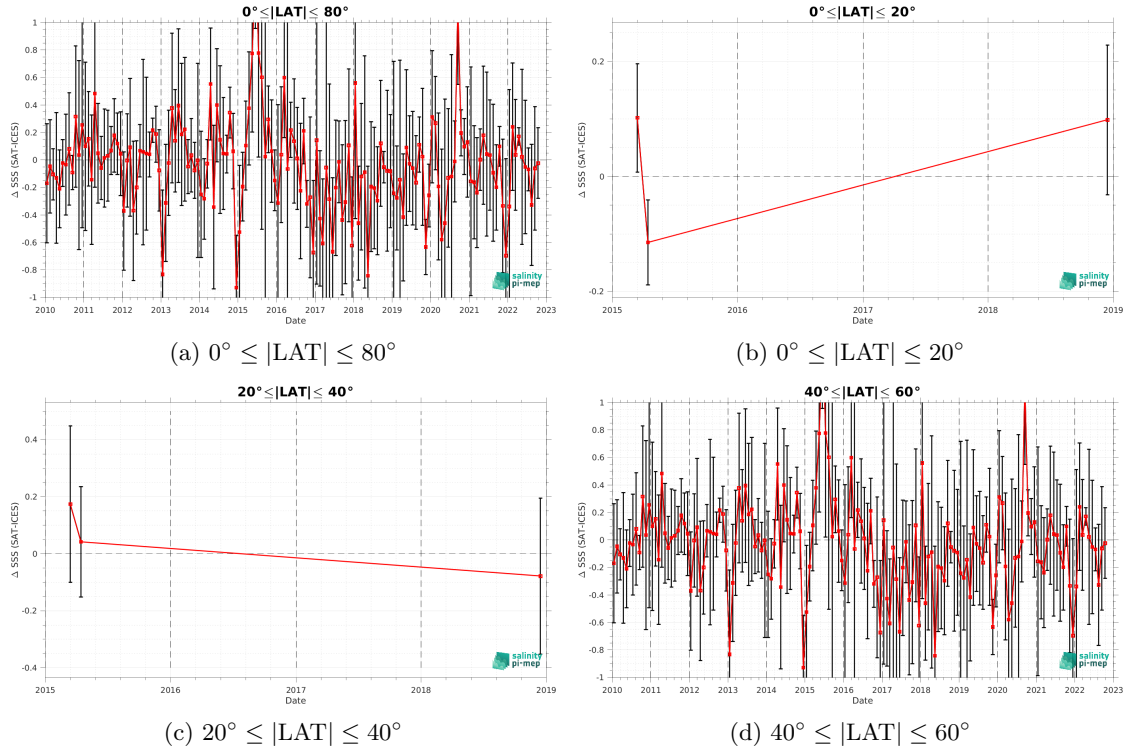 0°≤|LAT|≤ 80°
1
0.8
0.6
0.4
0.2
0
-0.2
-0.4
-0.6
-0.8
-1
Δ SSS (SAT-ICES)
2010 2011 2012 2013 2014 2015 2016 2017 2018 2019 2020 2021 2022 2023
Date
salinity
pi-mep
(a) 0° ≤ |LAT| ≤ 80°
0°≤|LAT|≤ 20°
0.2
0
-0.2
Δ SSS (SAT-ICES)
2015 2016 2017 2018 2019
Date
salinity
pi-mep
(b) 0° ≤ |LAT| ≤ 20°
20°≤|LAT|≤ 40°
0.4
0.2
0
-0.2
-0.4
Δ SSS (SAT-ICES)
2015 2016 2017 2018 2019
Date
salinity
pi-mep
(c) 20° ≤ |LAT| ≤ 40°
40°≤|LAT|≤ 60°
1
0.8
0.6
0.4
0.2
0
-0.2
-0.4
-0.6
-0.8
-1
Δ SSS (SAT-ICES)
2010 2011 2012 2013 2014 2015 2016 2017 2018 2019 2020 2021 2022 2023
Date
salinity
pi-mep
(d) 40° ≤ |LAT| ≤ 60°